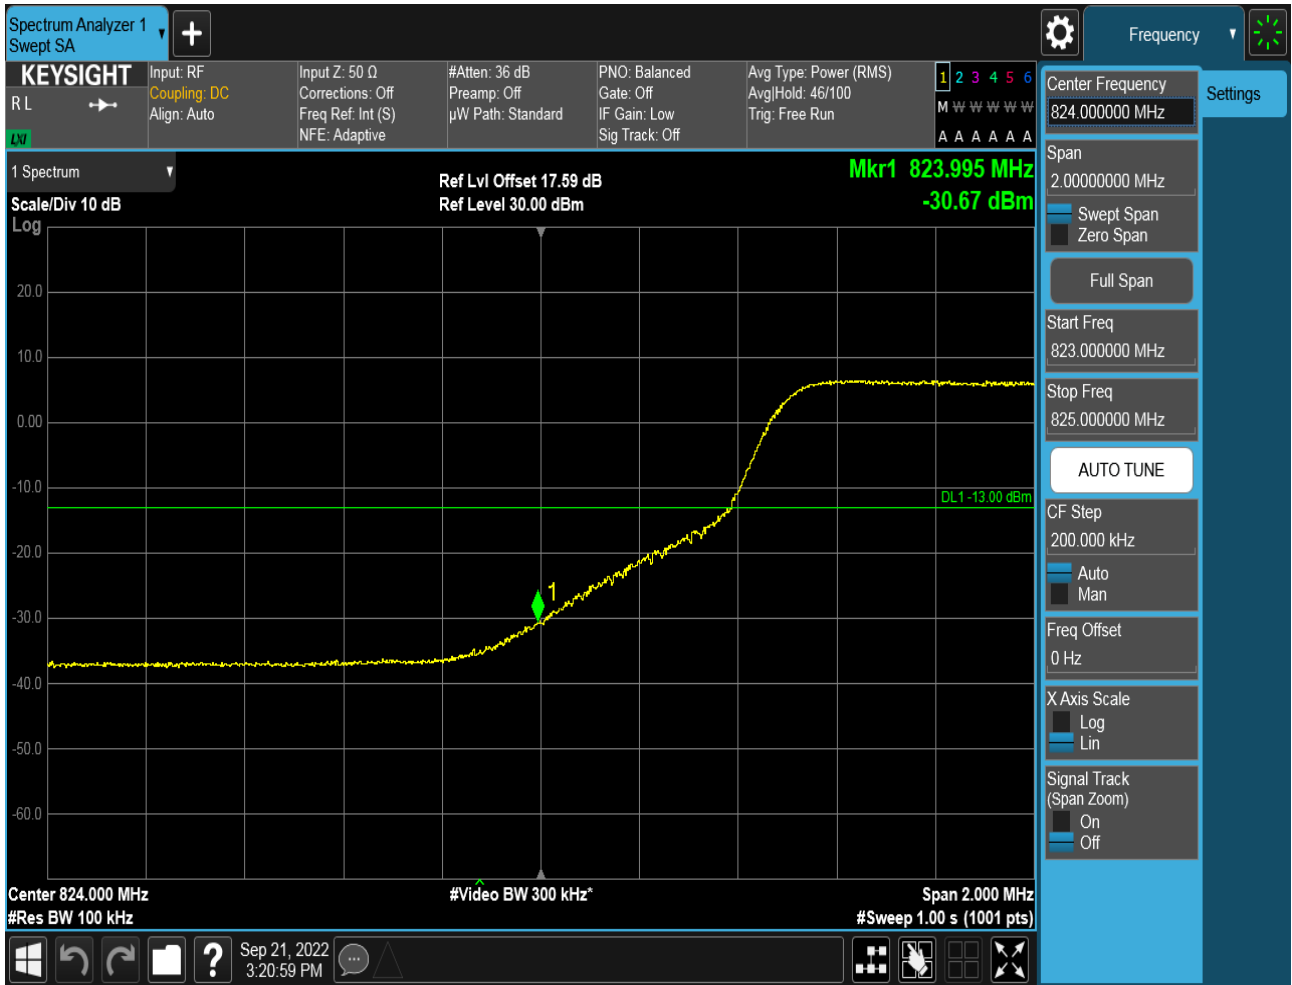 Spectrum Analyzer 1
Swept SA
Frequency
KEYSIGHT
R L
LXI
Input: RF
Coupling: DC
Align: Auto
Input Z: 50 Ω
Corrections: Off
Freq Ref: Int (S)
NFE: Adaptive
#Atten: 36 dB
Preamp: Off
µW Path: Standard
PNO: Balanced
Gate: Off
IF Gain: Low
Sig Track: Off
Avg Type: Power (RMS)
Avg|Hold: 46/100
Trig: Free Run
1 2 3 4 5 6
M W W W W W
A A A A A A
1 Spectrum
Scale/Div 10 dB
Log
Ref Lvl Offset 17.59 dB
Ref Level 30.00 dBm
Mkr1 823.995 MHz
-30.67 dBm
20.0
10.0
0.00
-10.0
-20.0
-30.0
-40.0
-50.0
-60.0
DL1 -13.00 dBm
1
Center 824.000 MHz
#Res BW 100 kHz
#Video BW 300 kHz*
Span 2.000 MHz
#Sweep 1.00 s (1001 pts)
Sep 21, 2022
3:20:59 PM
Center Frequency
824.000000 MHz
Settings
Span
2.00000000 MHz
Swept Span
Zero Span
Full Span
Start Freq
823.000000 MHz
Stop Freq
825.000000 MHz
AUTO TUNE
CF Step
200.000 kHz
Auto
Man
Freq Offset
0 Hz
X Axis Scale
Log
Lin
Signal Track
(Span Zoom)
On
Off